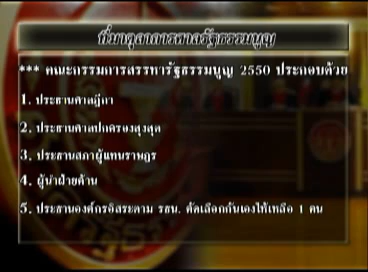 ที่มาตุลาการศาลรัฐธรรมนูญ
*** คณะกรรมการสรรหารัฐธรรมนูญ 2550 ประกอบด้วย
1. ประธานศาลฎีกา
2. ประธานศาลปกครองสูงสุด
3. ประธานสภาผู้แทนราษฎร
4. ผู้นำฝ่ายค้าน
5. ประธานองค์กรอิสระตาม รธน. คัดเลือกกันเองให้เหลือ 1 คน